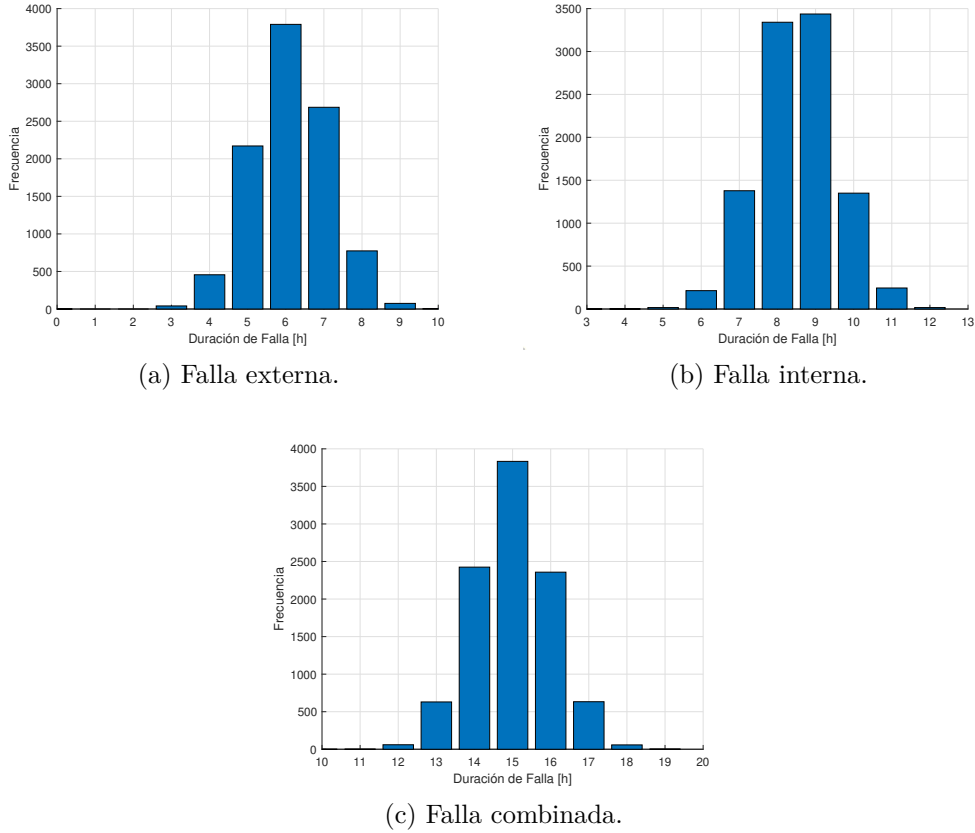 4000
3500
3000
2500
2000
1500
1000
500
0
Frecuencia
0 1 2 3 4 5 6 7 8 9 10
Duración de Falla [h]
(a) Falla externa.
3500
3000
2500
2000
1500
1000
500
0
Frecuencia
3 4 5 6 7 8 9 10 11 12 13
Duración de Falla [h]
(b) Falla interna.
4000
3500
3000
2500
2000
1500
1000
500
0
Frecuencia
10 11 12 13 14 15 16 17 18 19 20
Duración de Falla [h]
(c) Falla combinada.